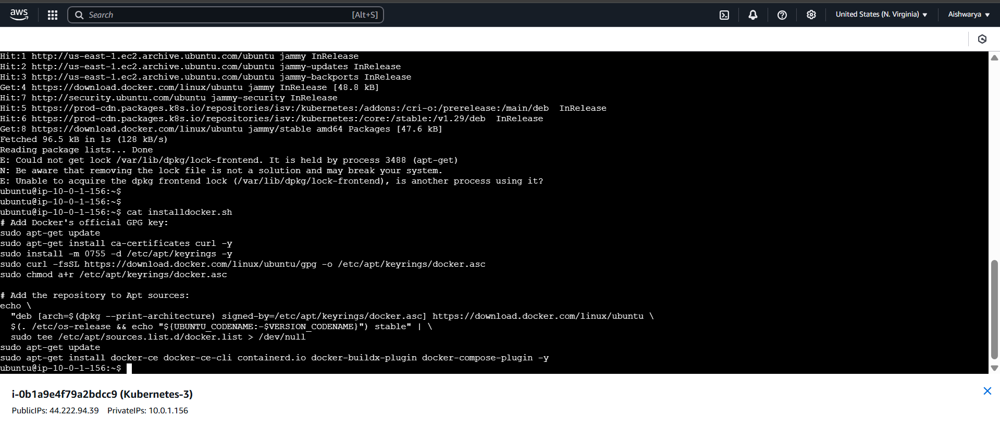 aws
Search [Alt+S]
United States (N. Virginia)
Aishwarya
Hit:1 http://us-east-1.ec2.archive.ubuntu.com/ubuntu jammy InRelease
Hit:2 http://us-east-1.ec2.archive.ubuntu.com/ubuntu jammy-updates InRelease
Hit:3 http://us-east-1.ec2.archive.ubuntu.com/ubuntu jammy-backports InRelease
Get:4 https://download.docker.com/linux/ubuntu jammy InRelease [48.8 kB]
Hit:7 http://security.ubuntu.com/ubuntu jammy-security InRelease
Hit:5 https://prod-cdn.packages.k8s.io/repositories/isv:/kubernetes:/addons:/cri-o:/prerelease:/main/deb  InRelease
Hit:6 https://prod-cdn.packages.k8s.io/repositories/isv:/kubernetes:/core:/stable:/v1.29/deb  InRelease
Get:8 https://download.docker.com/linux/ubuntu jammy/stable amd64 Packages [47.6 kB]
Fetched 96.5 kB in 1s (128 kB/s)
Reading package lists... Done
E: Could not get lock /var/lib/dpkg/lock-frontend. It is held by process 3488 (apt-get)
N: Be aware that removing the lock file is not a solution and may break your system.
E: Unable to acquire the dpkg frontend lock (/var/lib/dpkg/lock-frontend), is another process using it?
ubuntu@ip-10-0-1-156:~$
ubuntu@ip-10-0-1-156:~$
ubuntu@ip-10-0-1-156:~$ cat installdocker.sh
# Add Docker's official GPG key:
sudo apt-get update
sudo apt-get install ca-certificates curl -y
sudo install -m 0755 -d /etc/apt/keyrings -y
sudo curl -fsSL https://download.docker.com/linux/ubuntu/gpg -o /etc/apt/keyrings/docker.asc
sudo chmod a+r /etc/apt/keyrings/docker.asc
# Add the repository to Apt sources:
echo \
  "deb [arch=$(dpkg --print-architecture) signed-by=/etc/apt/keyrings/docker.asc] https://download.docker.com/linux/ubuntu \
  $(. /etc/os-release && echo "${UBUNTU_CODENAME:-$VERSION_CODENAME}") stable" | \
  sudo tee /etc/apt/sources.list.d/docker.list > /dev/null
sudo apt-get update
sudo apt-get install docker-ce docker-ce-cli containerd.io docker-buildx-plugin docker-compose-plugin -y
ubuntu@ip-10-0-1-156:~$
i-0b1a9e4f79a2bdcc9 (Kubernetes-3)
PublicIPs: 44.222.94.39 PrivateIPs: 10.0.1.156